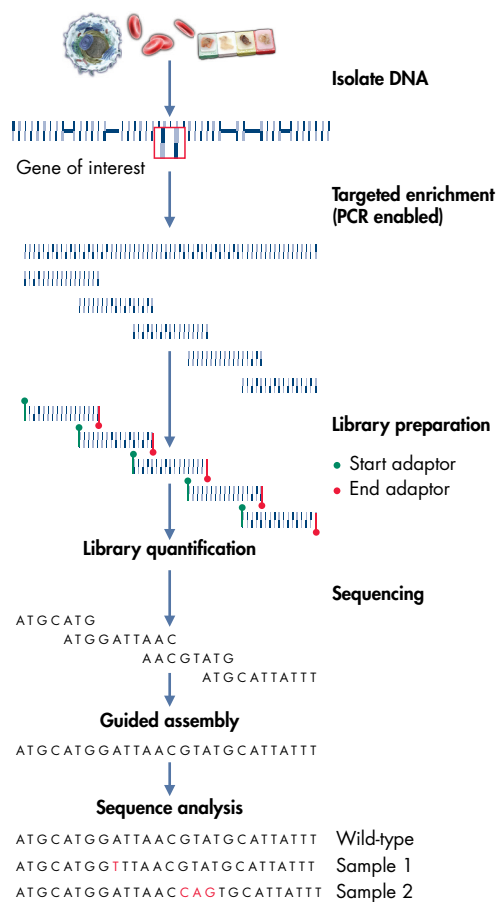 Isolate DNA
Gene of interest
Targeted enrichment
(PCR enabled)
Library preparation
Start adaptor
End adaptor
Library quantification
Sequencing
ATGCATG
ATGGATTAAC
AACGTATG
ATGCATTATTT
Guided assembly
ATGCATGGATTAACGTATGCATTATTT
Sequence analysis
ATGCATGGATTAACGTATGCATTATTT Wild-type
ATGCATGGTTTAACGTATGCATTATTT Sample 1
ATGCATGGATTAACCAGTGCATTATTT Sample 2